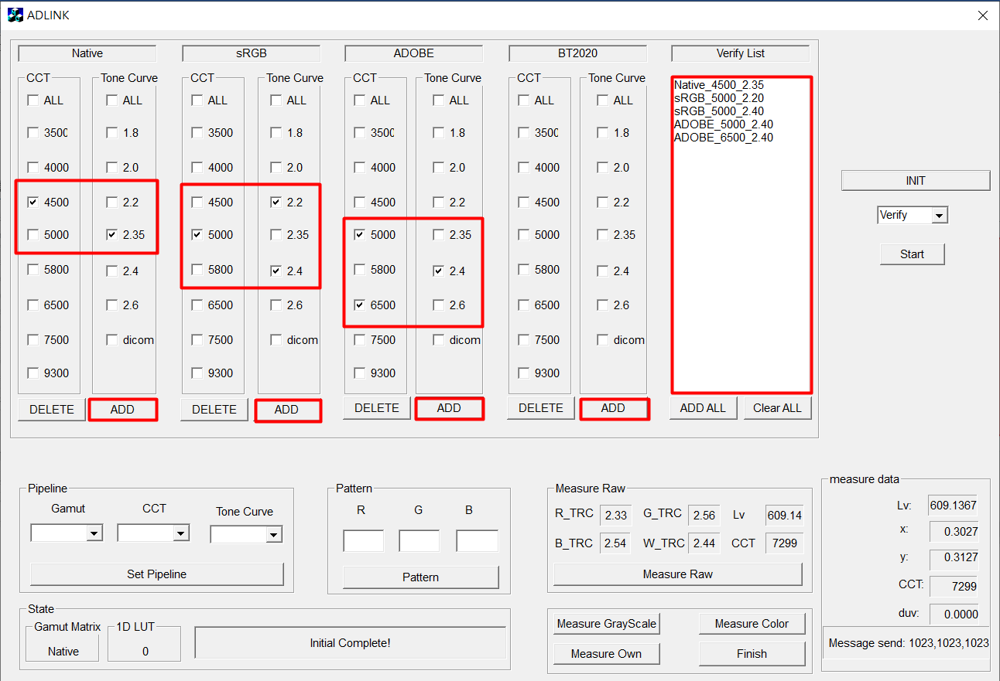 ADLINK
Native sRGB ADOBE BT2020 Verify List
CCT Tone Curve CCT Tone Curve CCT Tone Curve CCT Tone Curve
ALL ALL ALL ALL ALL ALL ALL ALL
3500 1.8 3500 1.8 3500 1.8 3500 1.8
4000 2.0 4000 2.0 4000 2.0 4000 2.0
4500 2.2 4500 2.2 4500 2.2 4500 2.2
5000 2.35 5000 2.35 5000 2.35 5000 2.35
5800 2.4 5800 2.4 5800 2.4 5800 2.4
6500 2.6 6500 2.6 6500 2.6 6500 2.6
7500 dicom 7500 dicom 7500 dicom 7500 dicom
9300 9300 9300 9300
DELETE ADD DELETE ADD DELETE ADD DELETE ADD
Native_4500_2.35
sRGB_5000_2.20
sRGB_5000_2.40
ADOBE_5000_2.40
ADOBE_6500_2.40
ADD ALL Clear ALL
INIT
Verify
Start
Pipeline
Gamut CCT Tone Curve
Set Pipeline
Pattern
R G B
Pattern
Measure Raw
R_TRC 2.33 G_TRC 2.56 Lv 609.14
B_TRC 2.54 W_TRC 2.44 CCT 7299
Measure Raw
measure data
Lv: 609.1367
x: 0.3027
y: 0.3127
CCT: 7299
duv: 0.0000
Message send: 1023,1023,1023
State
Gamut Matrix 1D LUT
Native 0
Initial Complete!
Measure GrayScale Measure Color
Measure Own Finish